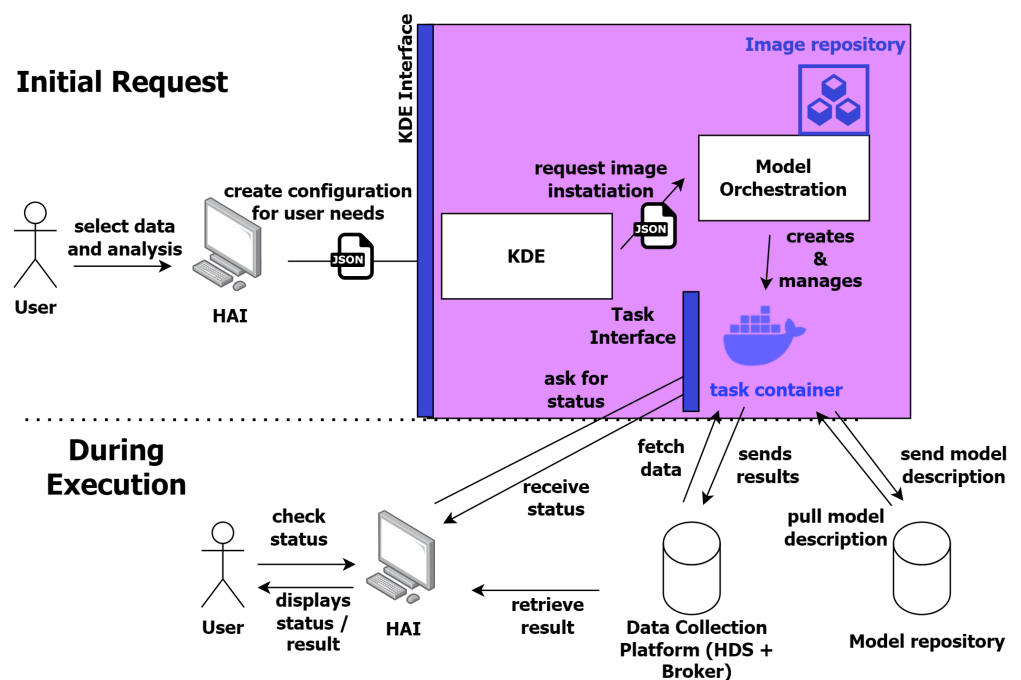 Initial Request
KDE Interface
Image repository
Model
Orchestration
request image
instatiation
JSON
create configuration
for user needs
JSON
select data
and analysis
User
HAI
KDE
creates
&
manages
Task
Interface
task container
ask for
status
During
Execution
fetch
data
sends
results
send model
description
receive
status
pull model
description
check
status
displays
status /
result
User
HAI
retrieve
result
Data Collection
Platform (HDS +
Broker)
Model repository